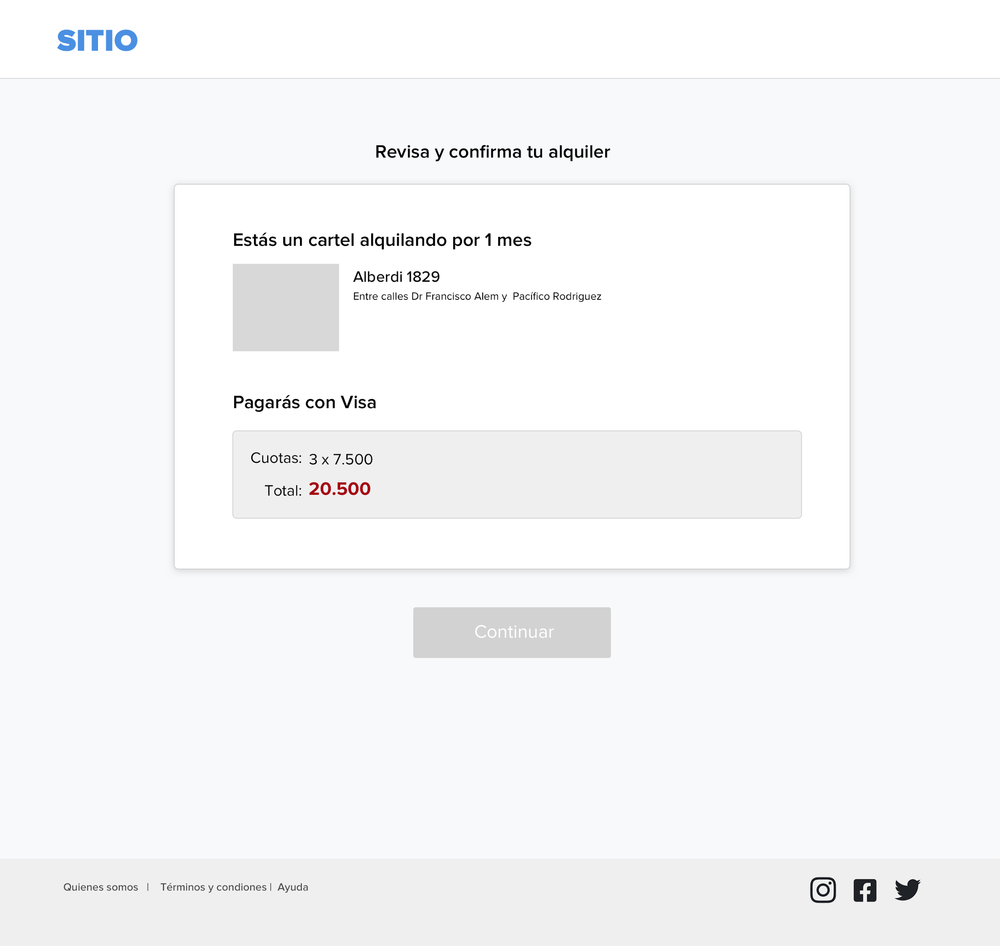 SITIO
Revisa y confirma tu alquiler
Estás un cartel alquilando por 1 mes
Alberdi 1829
Entre calles Dr Francisco Alem y Pacífico Rodriguez
Pagarás con Visa
Cuotas: 3 x 7.500
Total: 20.500
Continuar
Quienes somos | Términos y condiones | Ayuda